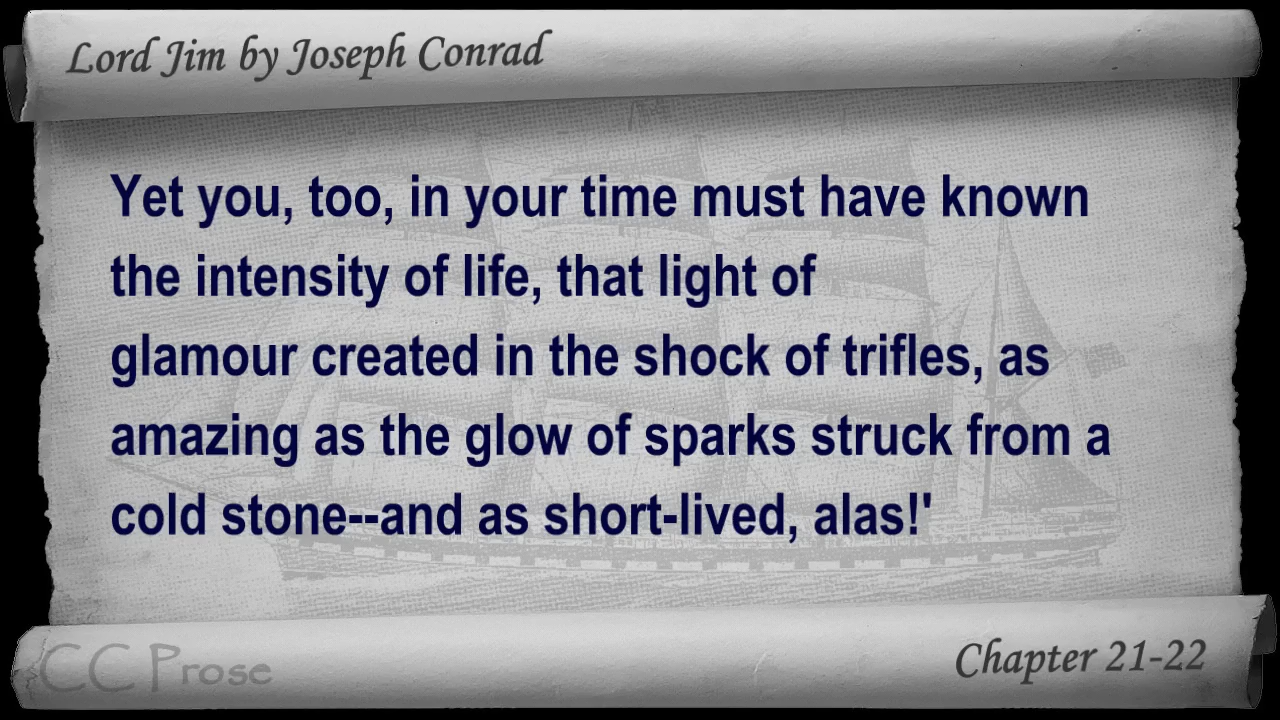 Lord Jim by Joseph Conrad
Yet you, too, in your time must have known
the intensity of life, that light of
glamour created in the shock of trifles, as
amazing as the glow of sparks struck from a
cold stone--and as short-lived, alas!'
CC Prose
Chapter 21-22